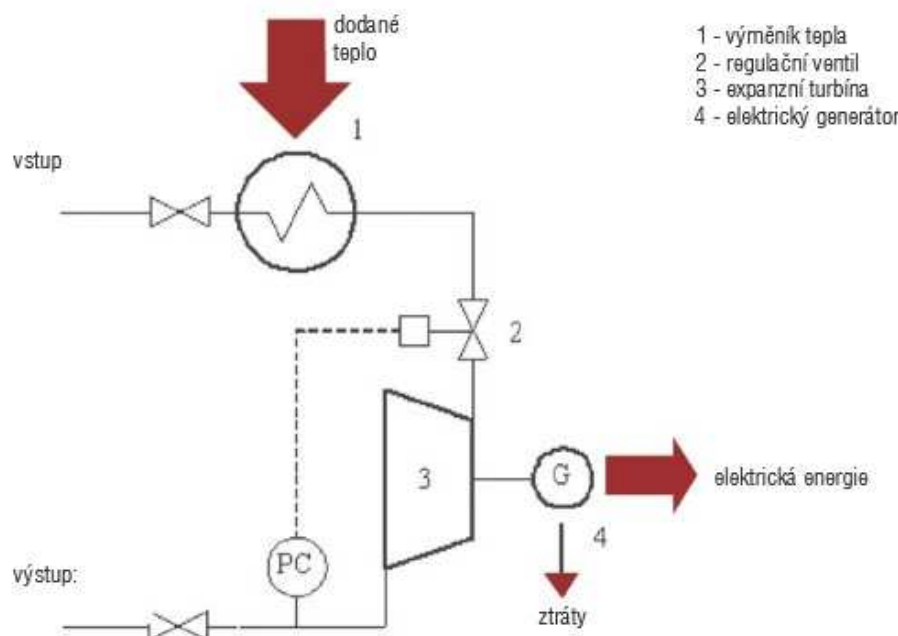 dodané
teplo
1 - výměník tepla
2 - regulační ventil
3 - expanzní turbína
4 - elektrický generátor
1
vstup
2
3
G
elektrická energie
4
PC
výstup:
ztráty